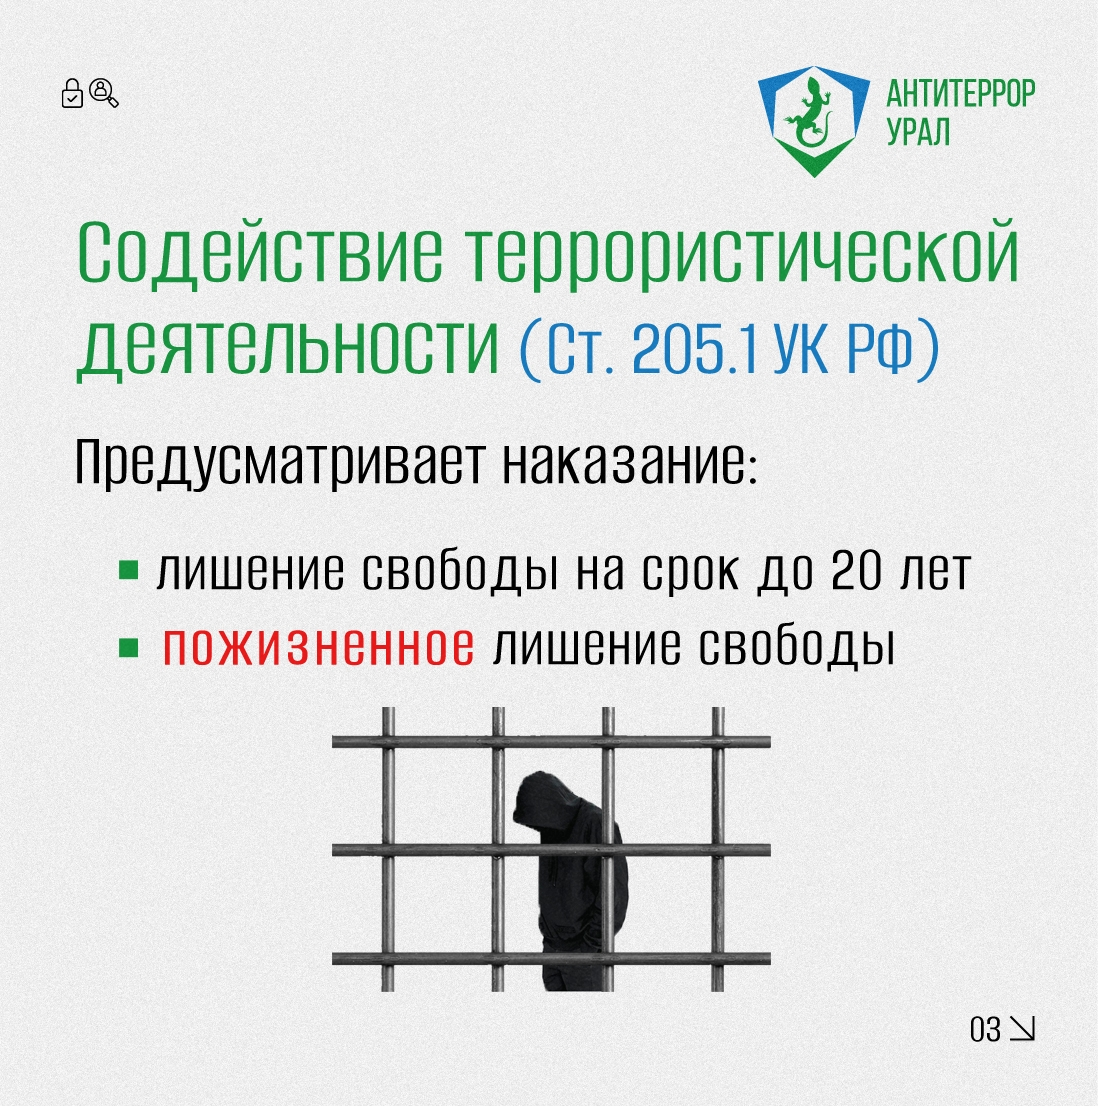 АНТИТЕРРОР
УРАЛ
Содействие террористической
деятельности (Ст. 205.1 УК РФ)
Предусматривает наказание:
лишение свободы на срок до 20 лет
пожизненное лишение свободы
03